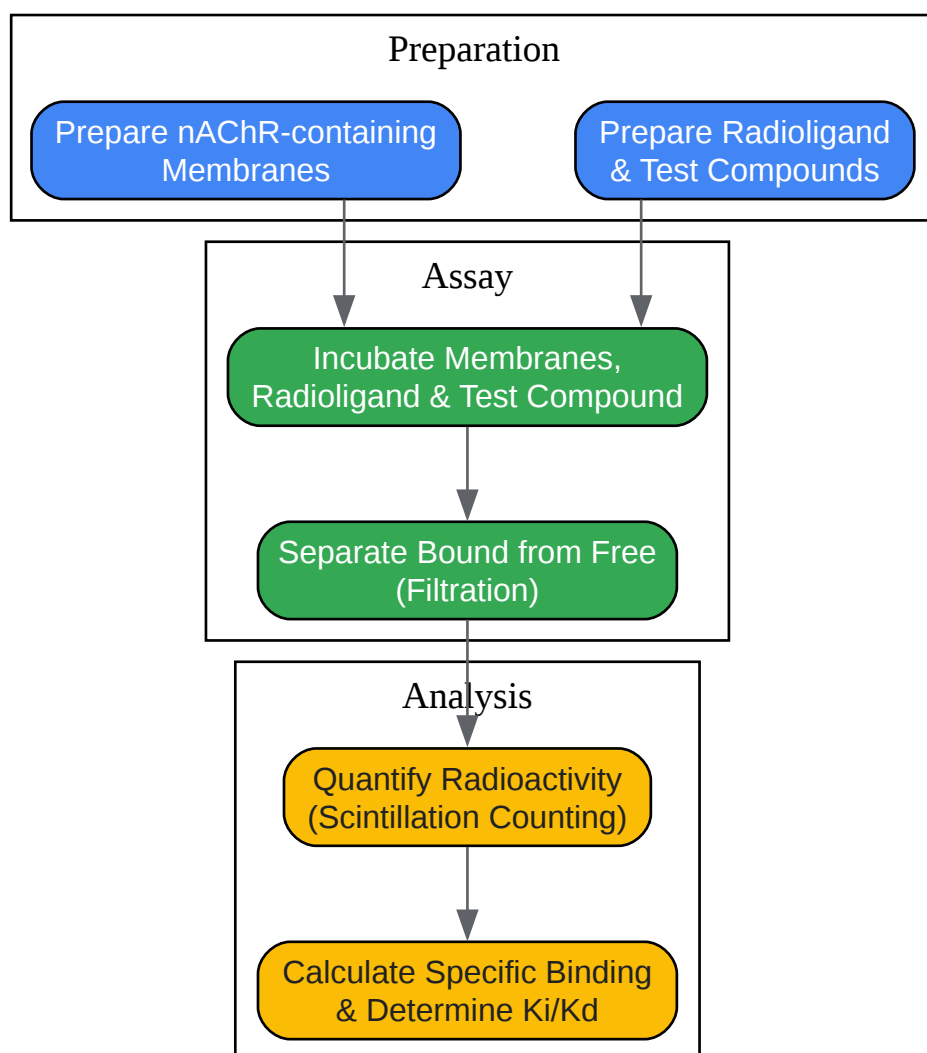 Preparation
Prepare nAChR-containing
Membranes
Prepare Radioligand
& Test Compounds
Assay
Incubate Membranes,
Radioligand & Test Compound
Separate Bound from Free
(Filtration)
Analysis
Quantify Radioactivity
(Scintillation Counting)
Calculate Specific Binding
& Determine Ki/Kd